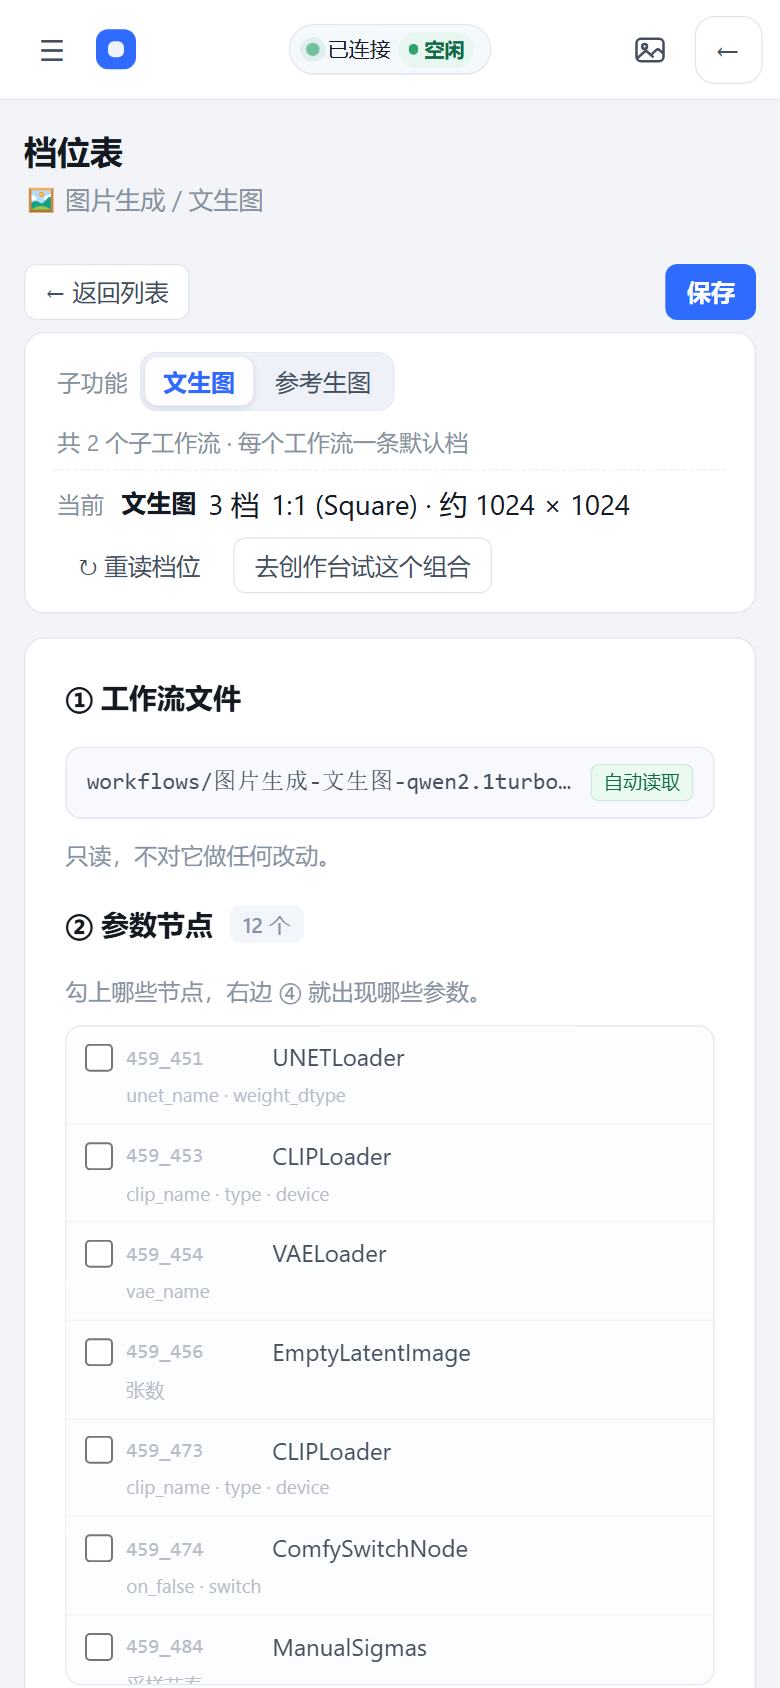 ☰ 已连接 空闲 ←
档位表
图片生成 / 文生图
← 返回列表 保存
子功能 文生图 参考生图
共 2 个子工作流 · 每个工作流一条默认档
当前 文生图 3 档 1:1 (Square) · 约 1024 × 1024
↻ 重读档位 去创作台试这个组合
① 工作流文件
workflows/图片生成-文生图-qwen2.1turbo… 自动读取
只读，不对它做任何改动。
② 参数节点 12 个
勾上哪些节点，右边 ④ 就出现哪些参数。
459_451 UNETLoader
unet_name · weight_dtype
459_453 CLIPLoader
clip_name · type · device
459_454 VAELoader
vae_name
459_456 EmptyLatentImage
张数
459_473 CLIPLoader
clip_name · type · device
459_474 ComfySwitchNode
on_false · switch
459_484 ManualSigmas